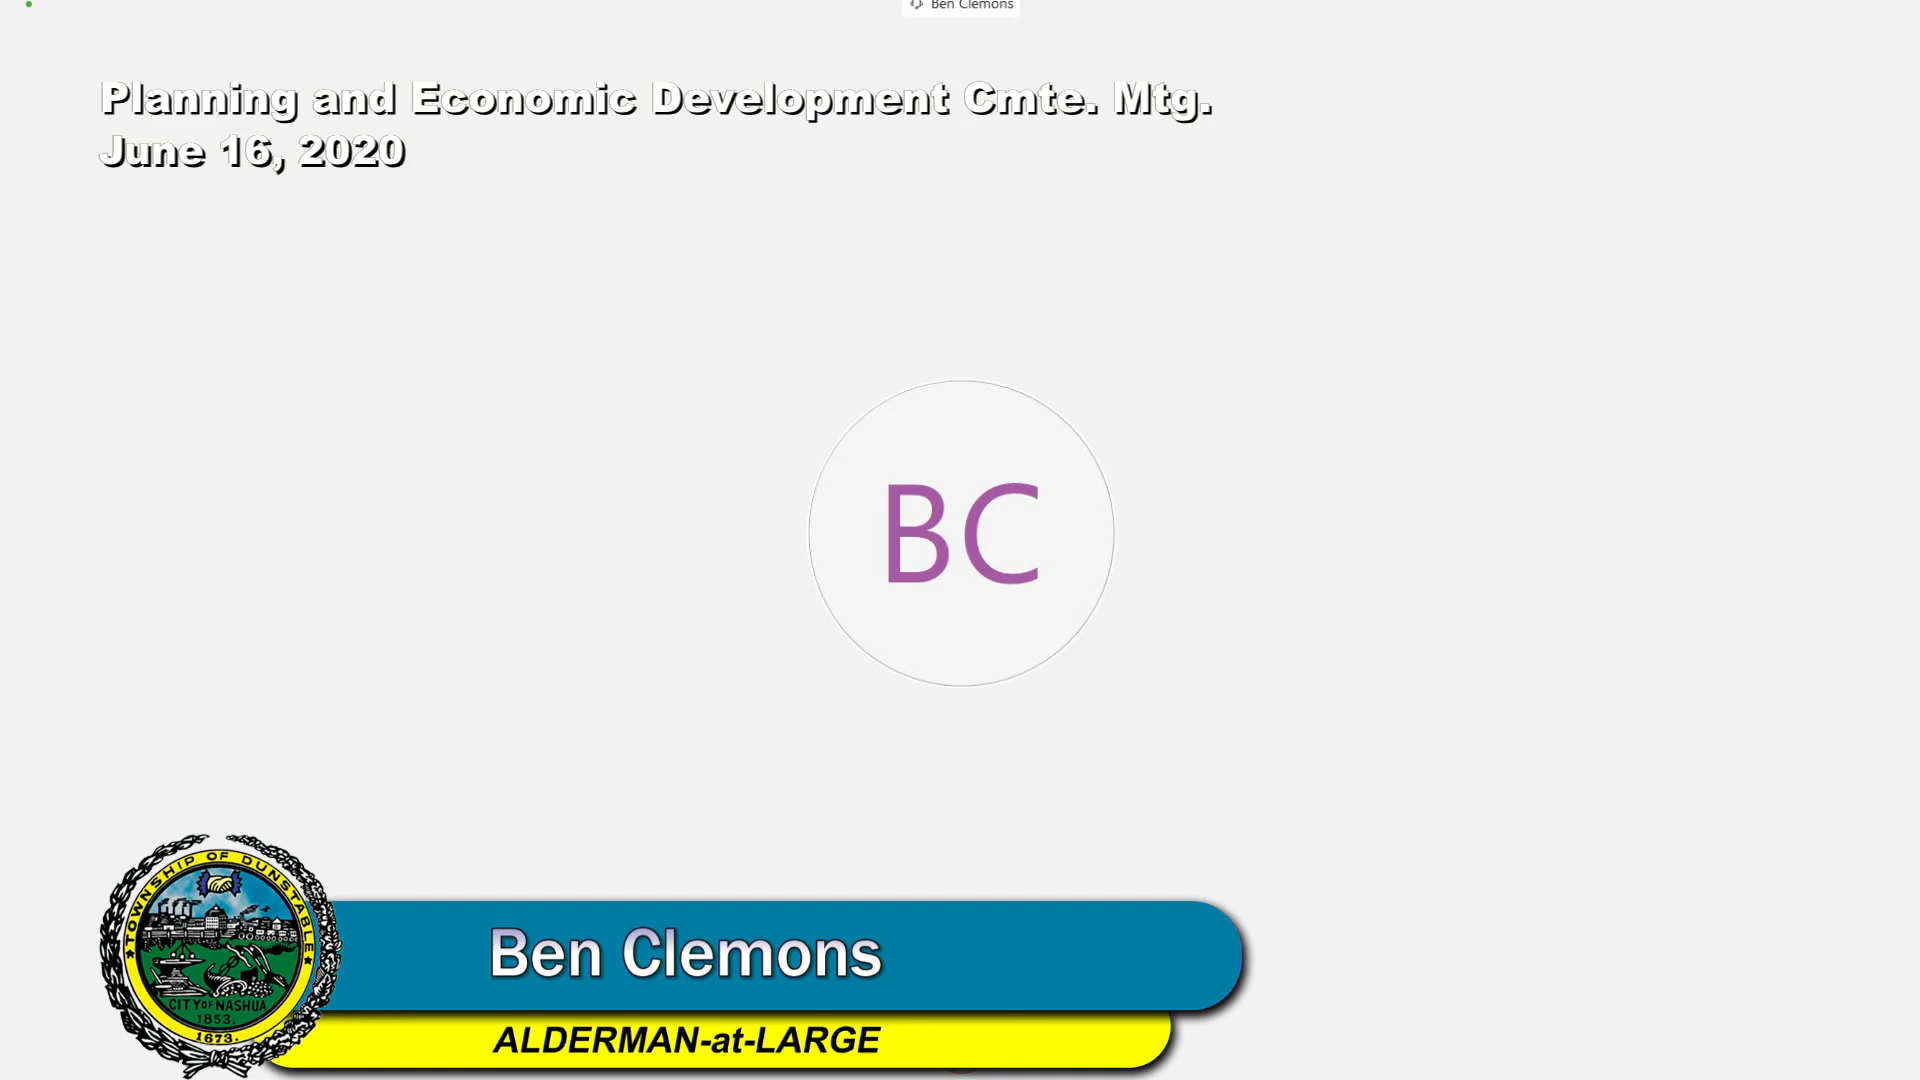 Ben Clemons
Planning and Economic Development Cmte. Mtg.
June 16, 2020
BC
TOWNSHIP OF DUNSTABLE
CITY OF NASHUA
1853.
1673.
Ben Clemons
ALDERMAN-at-LARGE